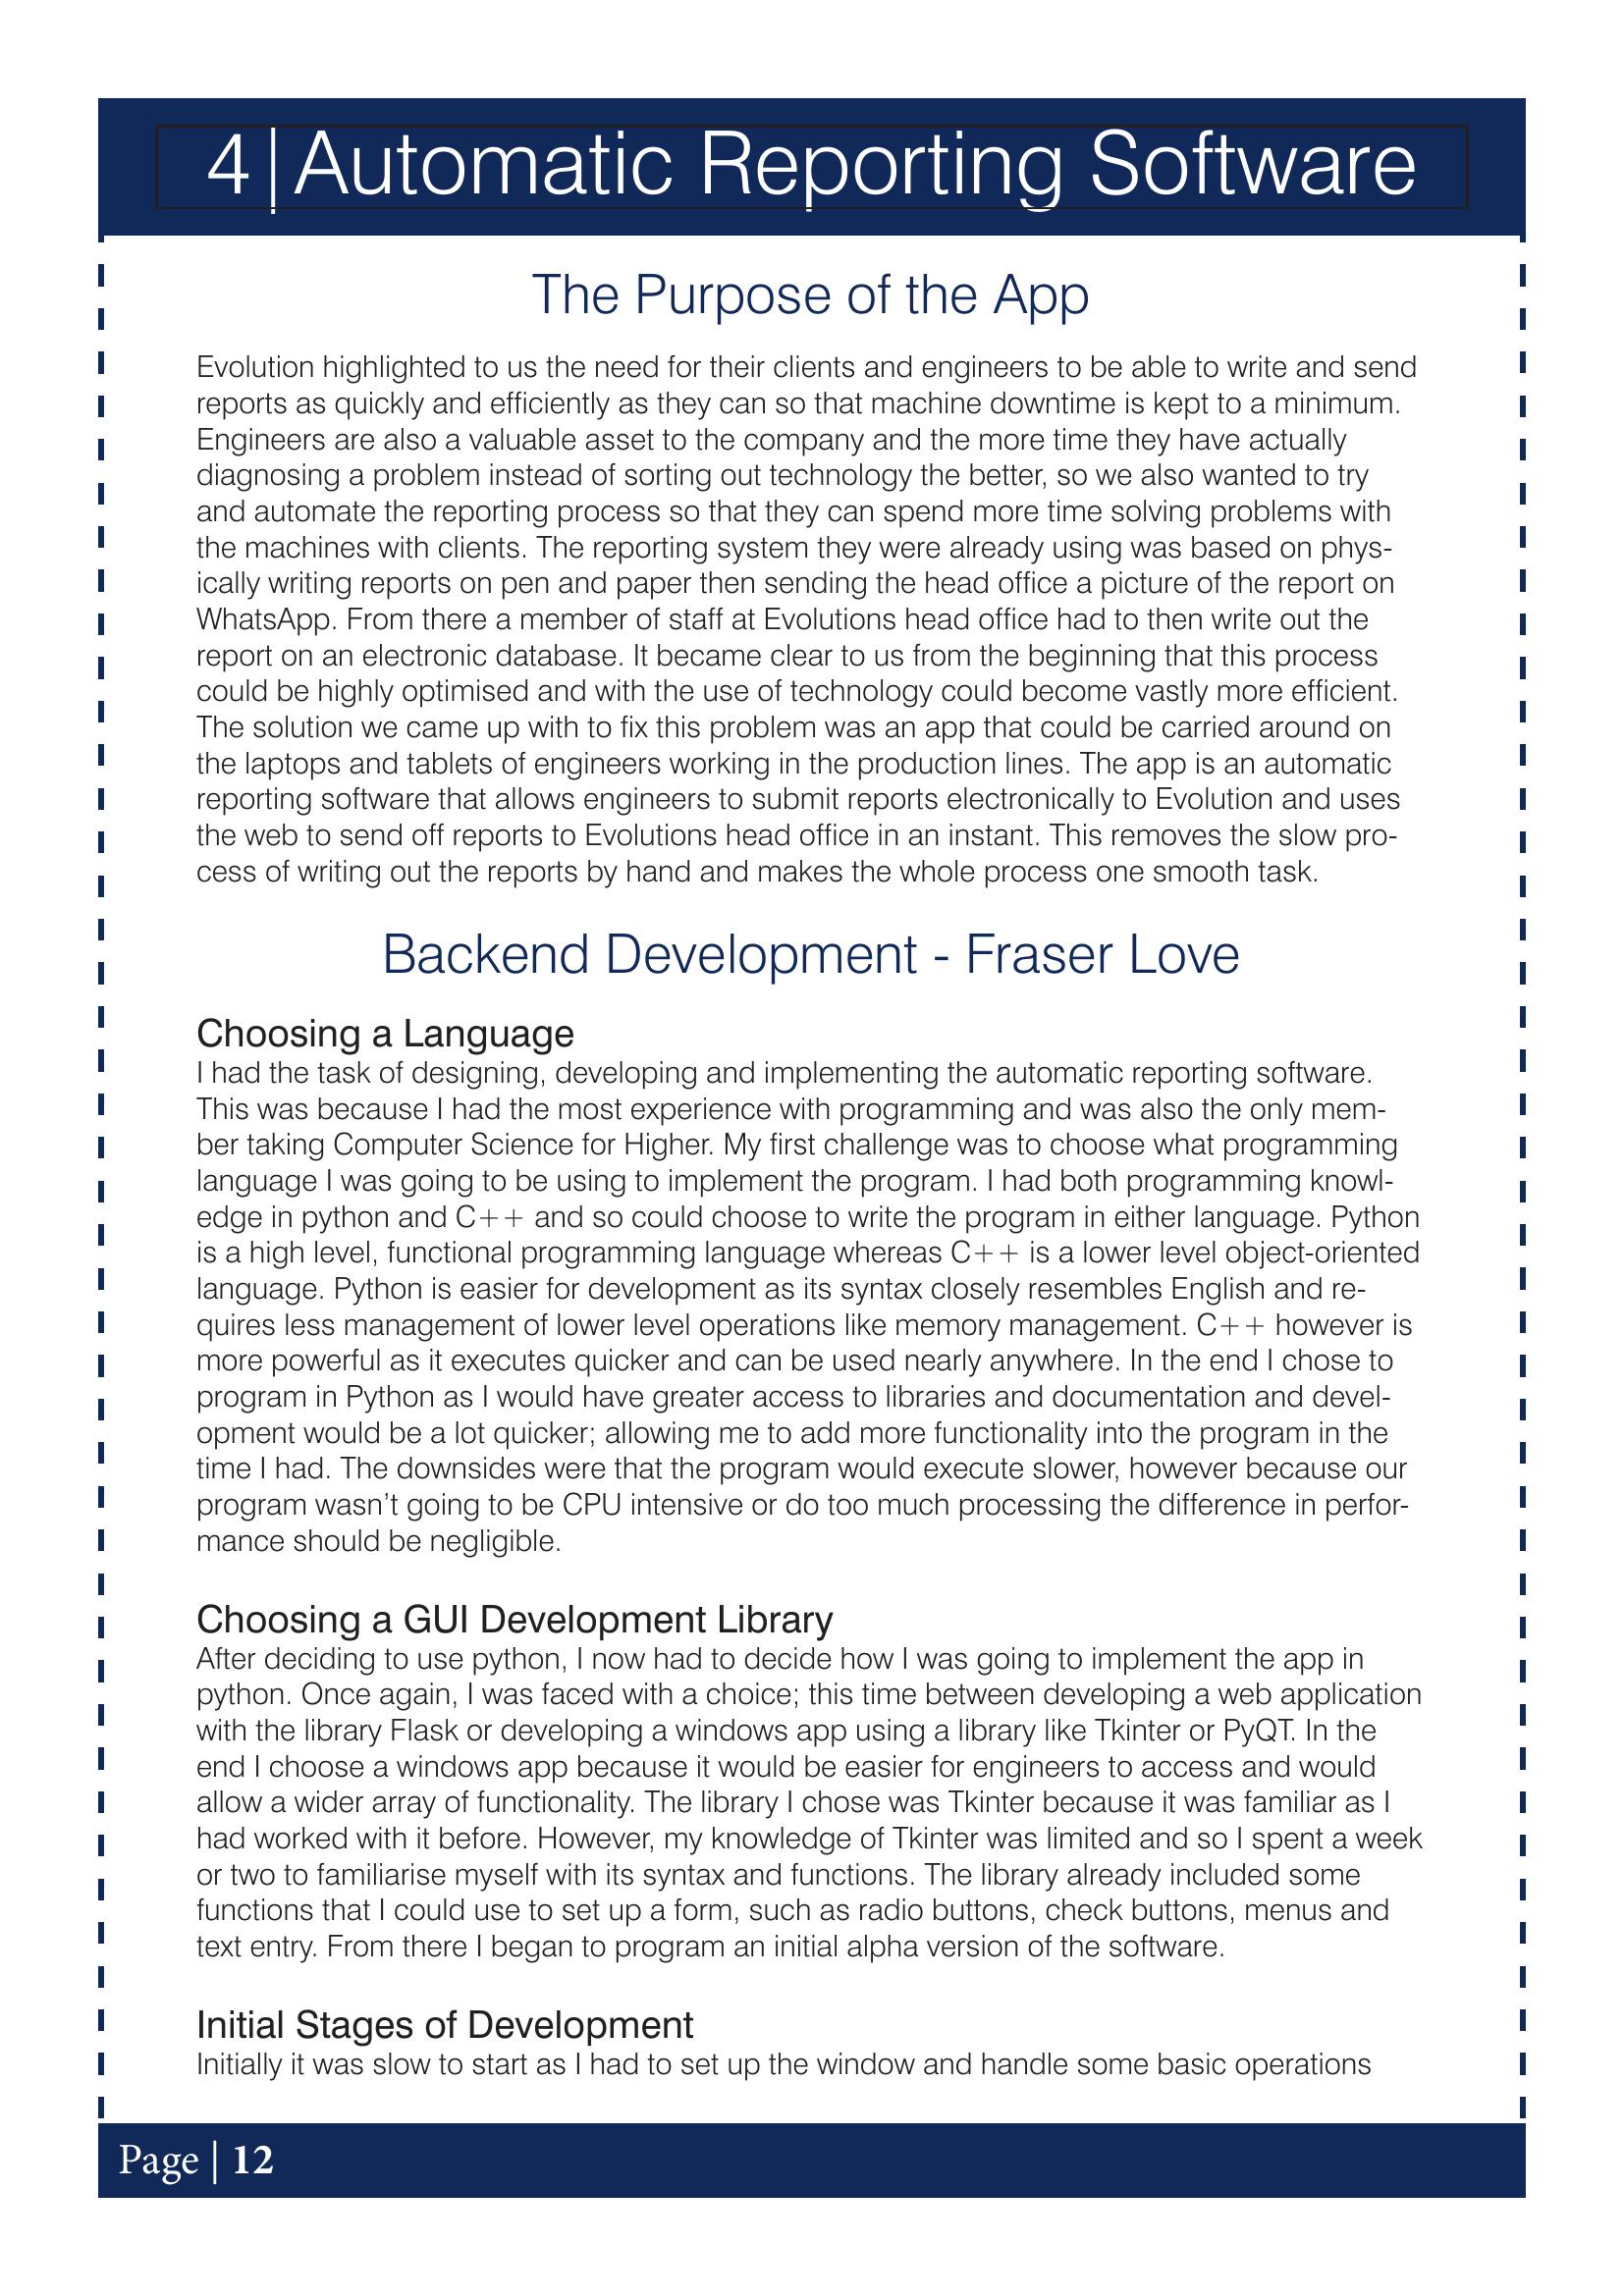 4|Automatic Reporting Software
The Purpose of the App
Evolution highlighted to us the need for their clients and engineers to be able to write and send
reports as quickly and efficiently as they can so that machine downtime is kept to a minimum.
Engineers are also a valuable asset to the company and the more time they have actually
diagnosing a problem instead of sorting out technology the better, so we also wanted to try
and automate the reporting process so that they can spend more time solving problems with
the machines with clients. The reporting system they were already using was based on phys-
ically writing reports on pen and paper then sending the head office a picture of the report on
WhatsApp. From there a member of staff at Evolutions head office had to then write out the
report on an electronic database. It became clear to us from the beginning that this process
could be highly optimised and with the use of technology could become vastly more efficient.
The solution we came up with to fix this problem was an app that could be carried around on
the laptops and tablets of engineers working in the production lines. The app is an automatic
reporting software that allows engineers to submit reports electronically to Evolution and uses
the web to send off reports to Evolutions head office in an instant. This removes the slow pro-
cess of writing out the reports by hand and makes the whole process one smooth task.
Backend Development - Fraser Love
Choosing a Language
I had the task of designing, developing and implementing the automatic reporting software.
This was because I had the most experience with programming and was also the only mem-
ber taking Computer Science for Higher. My first challenge was to choose what programming
language I was going to be using to implement the program. I had both programming knowl-
edge in python and C++ and so could choose to write the program in either language. Python
is a high level, functional programming language whereas C++ is a lower level object-oriented
language. Python is easier for development as its syntax closely resembles English and re-
quires less management of lower level operations like memory management. C++ however is
more powerful as it executes quicker and can be used nearly anywhere. In the end I chose to
program in Python as I would have greater access to libraries and documentation and devel-
opment would be a lot quicker; allowing me to add more functionality into the program in the
time I had. The downsides were that the program would execute slower, however because our
program wasn't going to be CPU intensive or do too much processing the difference in perfor-
mance should be negligible.
Choosing a GUI Development Library
After deciding to use python, I now had to decide how I was going to implement the app in
python. Once again, I was faced with a choice; this time between developing a web application
with the library Flask or developing a windows app using a library like Tkinter or PyQT. In the
end I choose a windows app because it would be easier for engineers to access and would
allow a wider array of functionality. The library I chose was Tkinter because it was familiar as I
had worked with it before. However, my knowledge of Tkinter was limited and so I spent a week
or two to familiarise myself with its syntax and functions. The library already included some
functions that I could use to set up a form, such as radio buttons, check buttons, menus and
text entry. From there I began to program an initial alpha version of the software.
Initial Stages of Development
Initially it was slow to start as I had to set up the window and handle some basic operations
Page | 12